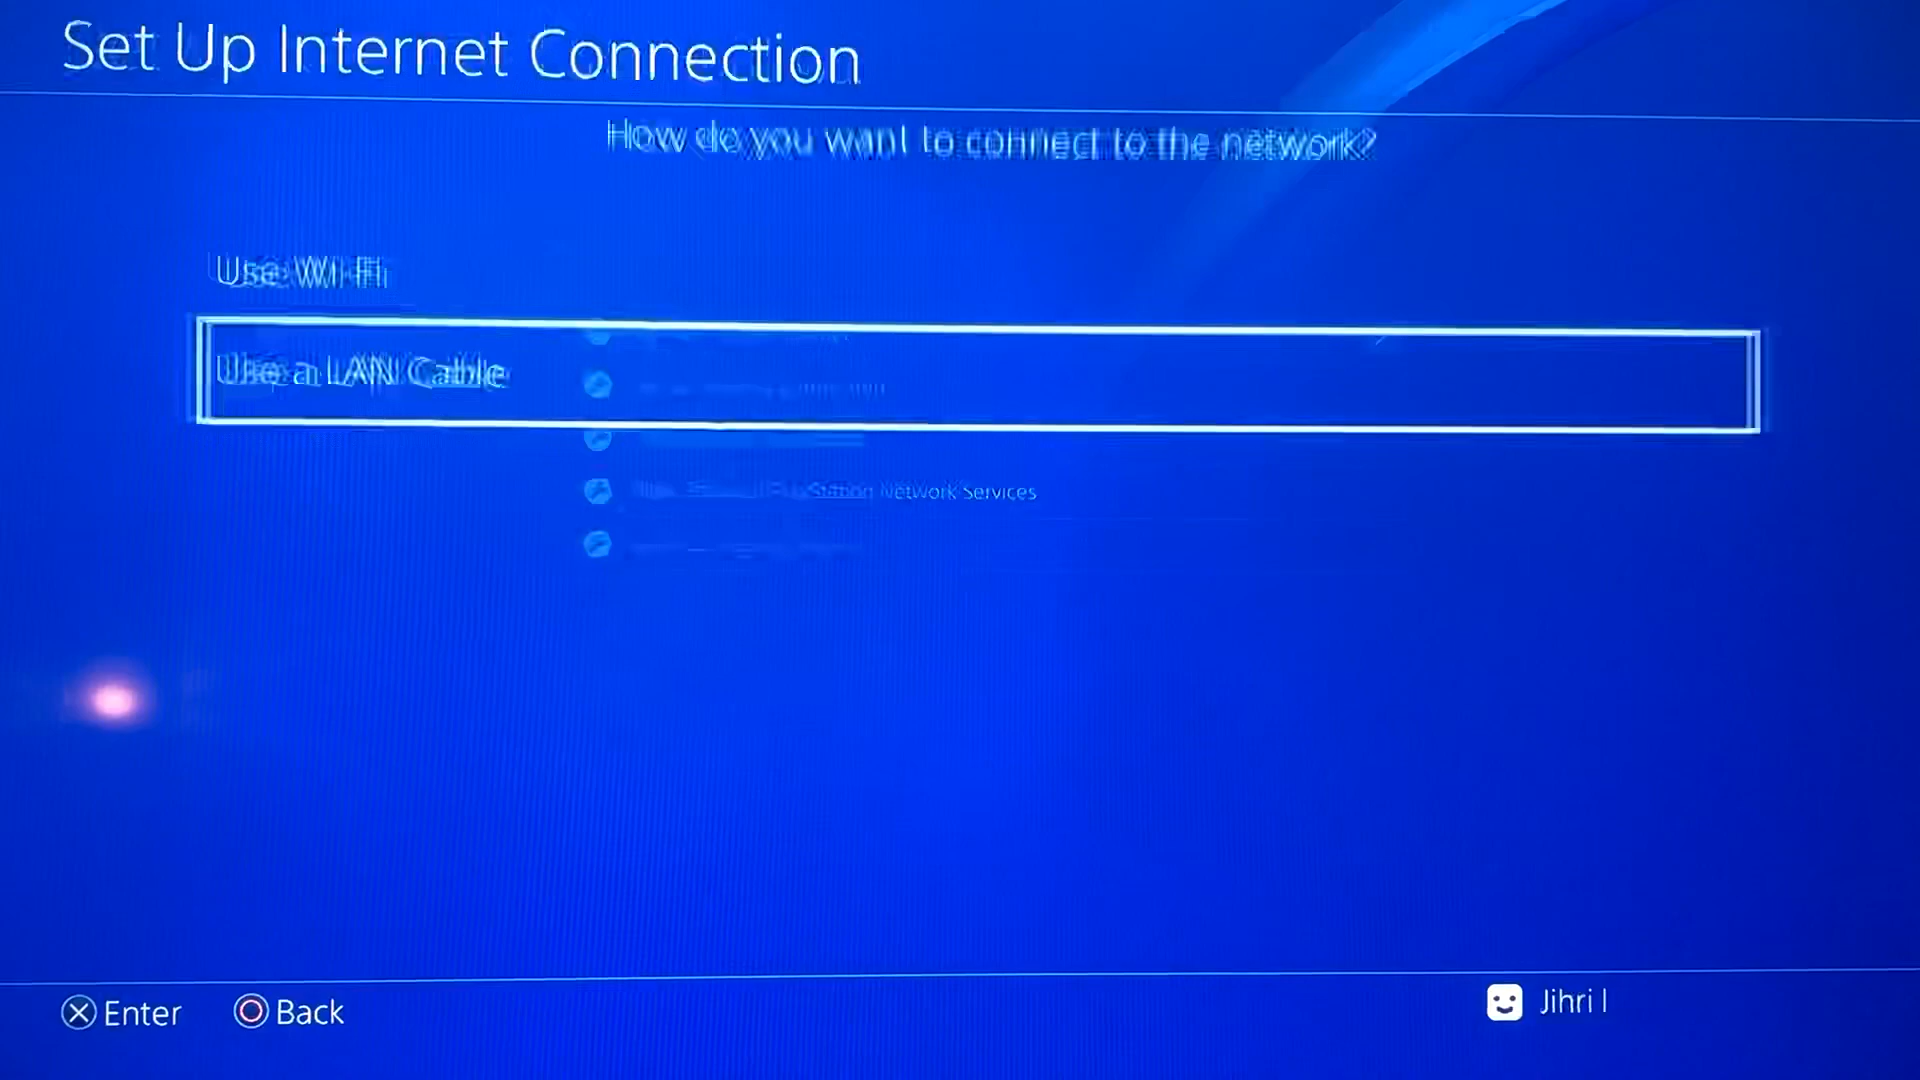 Set Up Internet Connection
How do you want to connect to the network?
Use Wi-Fi
Use a LAN Cable
PlayStation Network Services
Enter
Back
Jihri I